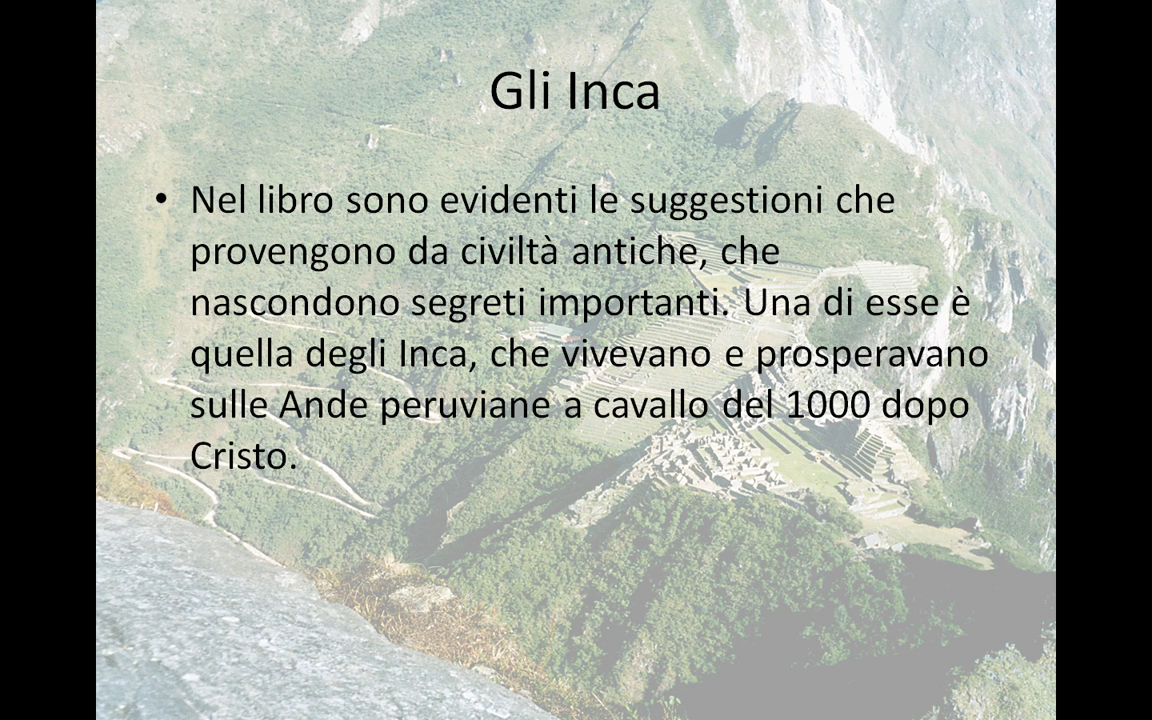 Gli Inca
• Nel libro sono evidenti le suggestioni che
provengono da civiltà antiche, che
nascondono segreti importanti. Una di esse è
quella degli Inca, che vivevano e prosperavano
sulle Ande peruviane a cavallo del 1000 dopo
Cristo.